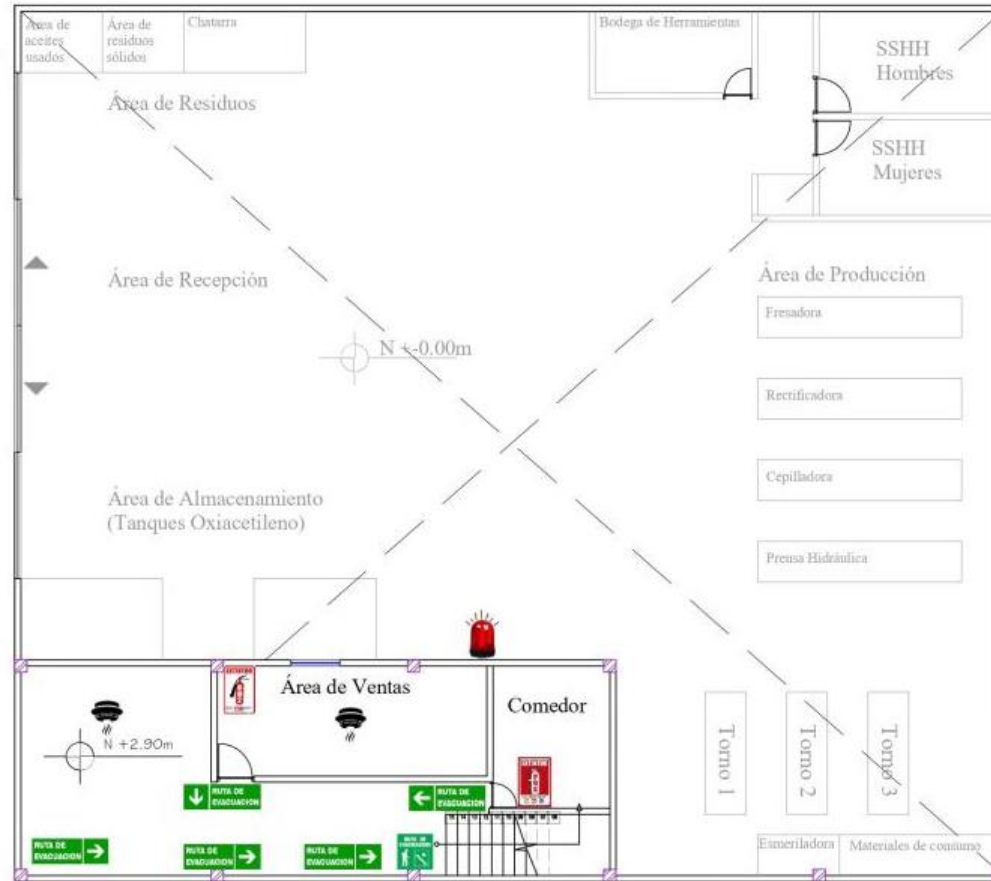 Área de
aceites
usados
Área de
residuos
sólidos
Chatarra
Bodega de Herramientas
SSHH
Hombres
Área de Residuos
SSHH
Mujeres
Área de Recepción
Área de Producción
Fresadora
N +-0.00m
Rectificadora
Cepilladora
Área de Almacenamiento
(Tanques Oxiacetileno)
Prensa Hidráulica
EXTINTOR
Área de Ventas
Comedor
N +2.90m
Torno 1
Torno 2
Torno 3
EXTINTOR
RUTA DE
EVACUACION
RUTA DE
EVACUACION
RUTA DE
EVACUACION
RUTA DE
EVACUACION
RUTA DE
EVACUACION
Esmeriladora
Materiales de consumo